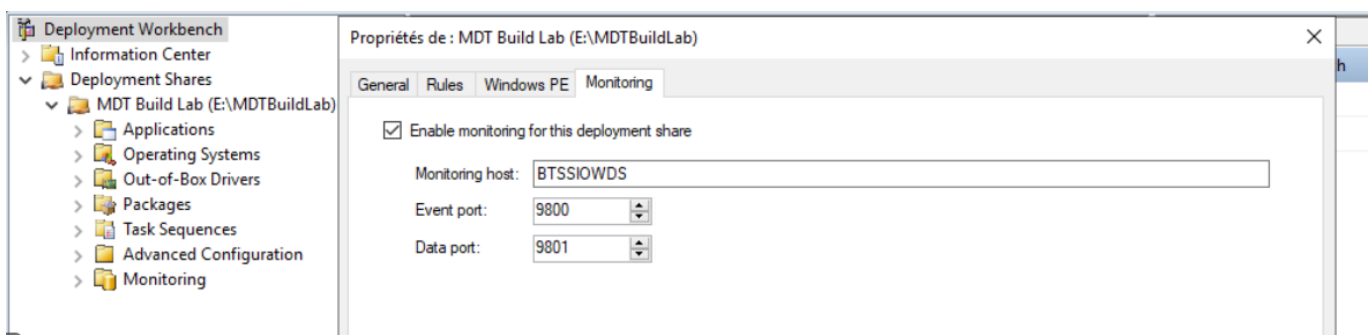 Deployment Workbench
Information Center
Deployment Shares
MDT Build Lab (E:\MDTBuildLab)
Applications
Operating Systems
Out-of-Box Drivers
Packages
Task Sequences
Advanced Configuration
Monitoring
Propriétés de : MDT Build Lab (E:\MDTBuildLab)
General Rules Windows PE Monitoring
Enable monitoring for this deployment share
Monitoring host: BTSSIOWDS
Event port: 9800
Data port: 9801
h